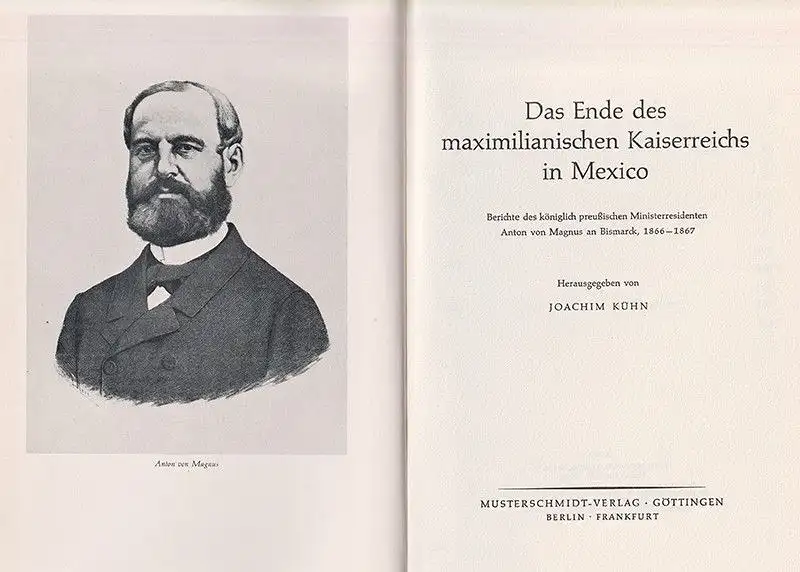 Anton von Magnus
Das Ende des
maximilianischen Kaiserreichs
in Mexico
Berichte des königlich preußischen Ministerresidenten
Anton von Magnus an Bismarck, 1866—1867
Herausgegeben von
JOACHIM KÜHN
MUSTERSCHMIDT-VERLAG · GÖTTINGEN
BERLIN · FRANKFURT